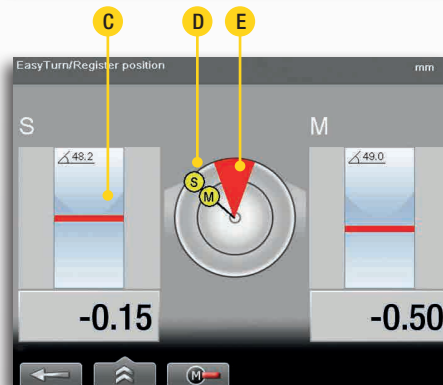 C D E
EasyTurn/Register position mm
S M
∠48.2 ∠49.0
S
M
-0.15 -0.50
M